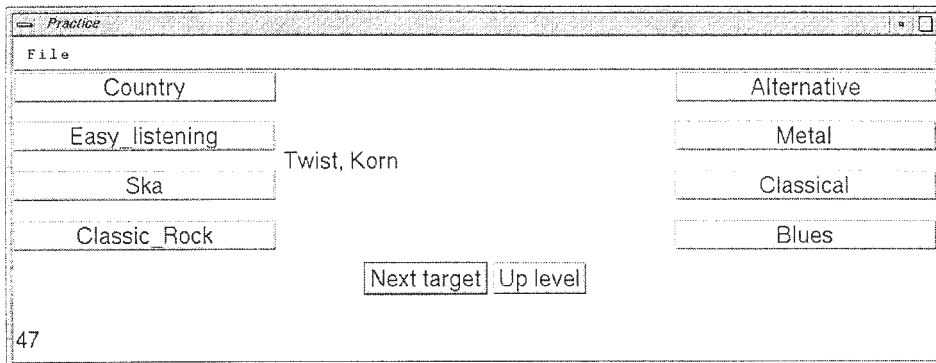 Practice
File
Country
Alternative
Easy_listening
Metal
Twist, Korn
Ska
Classical
Classic_Rock
Blues
Next target
Up level
47